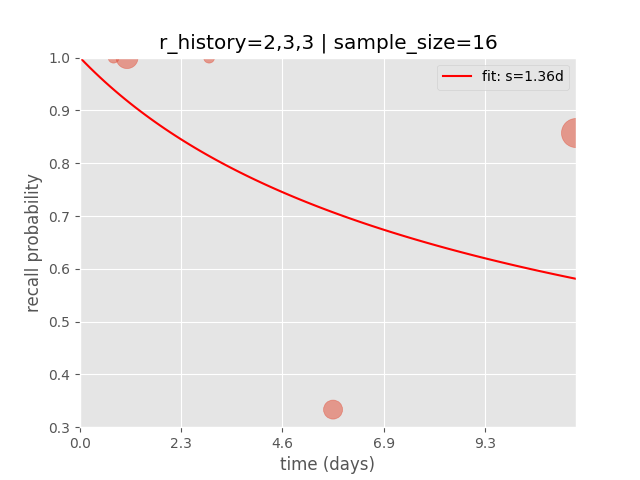 r_history=2,3,3 | sample_size=16
fit: s=1.36d
recall probability
1.0
0.9
0.8
0.7
0.6
0.5
0.4
0.3
0.0 2.3 4.6 6.9 9.3
time (days)